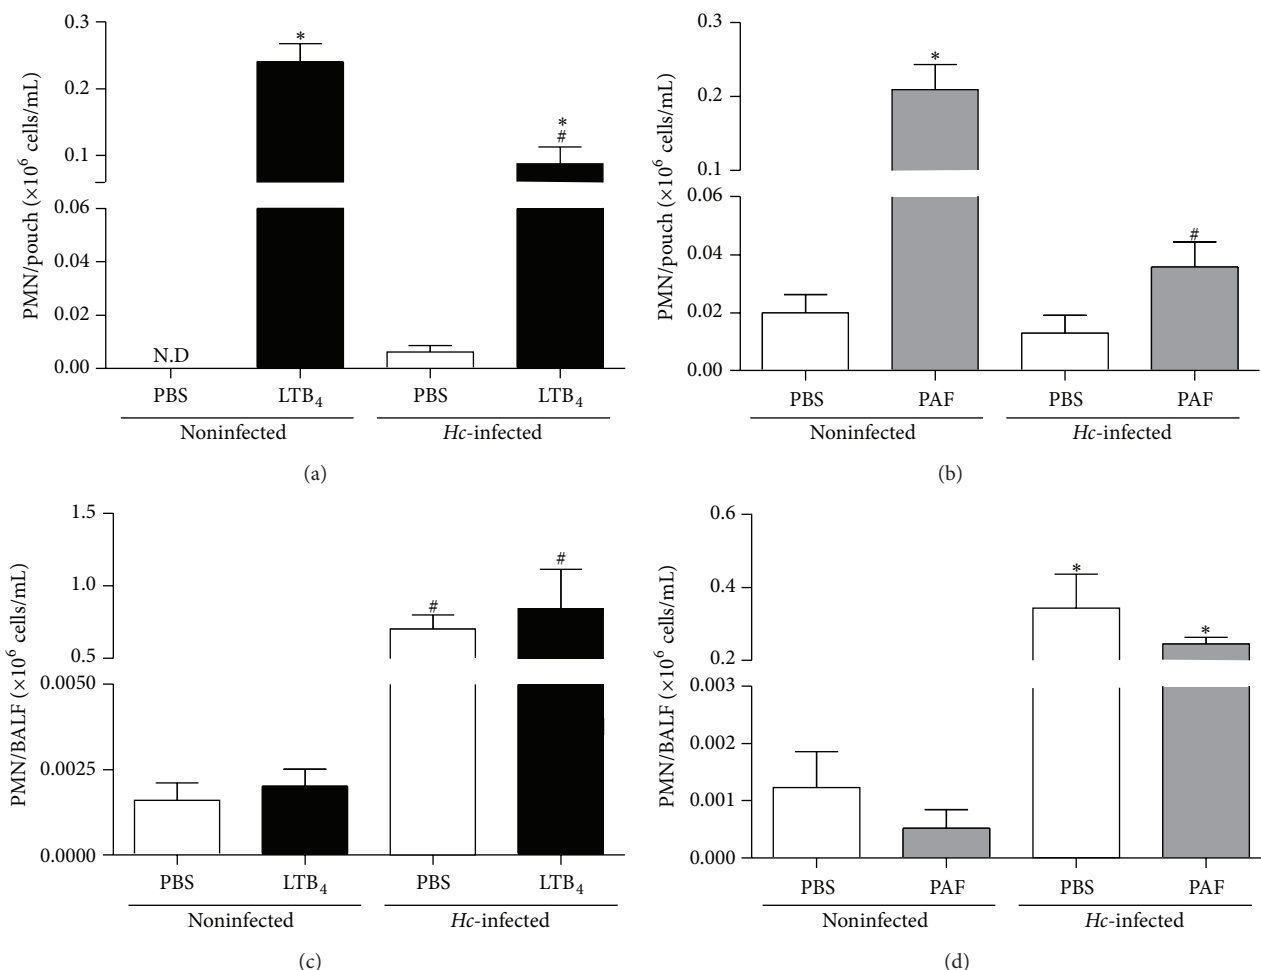 PMN/pouch (×10⁶ cells/mL)
0.3
0.2
0.1
0.06
0.04
0.02
0.00
*
*
#
N.D
PBS
LTB₄
PBS
LTB₄
Noninfected
Hc-infected
(a)
PMN/pouch (×10⁶ cells/mL)
0.3
0.2
0.1
0.06
0.04
0.02
0.00
*
#
PBS
PAF
PBS
PAF
Noninfected
Hc-infected
(b)
PMN/BALF (×10⁶ cells/mL)
1.5
1.0
0.5
0.0050
0.0025
0.0000
#
#
PBS
LTB₄
PBS
LTB₄
Noninfected
Hc-infected
(c)
PMN/BALF (×10⁶ cells/mL)
0.6
0.4
0.2
0.003
0.002
0.001
0.000
*
*
PBS
PAF
PBS
PAF
Noninfected
Hc-infected
(d)